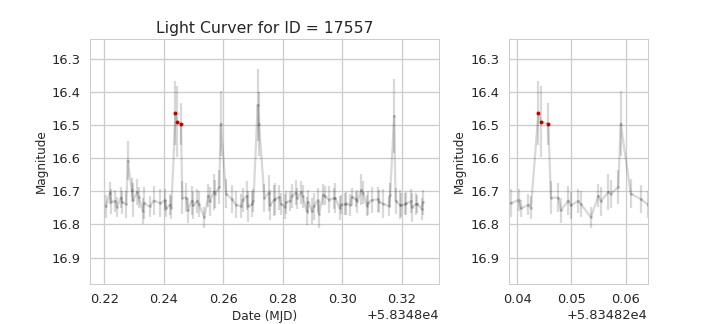 Light Curver for ID = 17557
Magnitude
16.3
16.4
16.5
16.6
16.7
16.8
16.9
0.22 0.24 0.26 0.28 0.30 0.32
Date (MJD)
+5.8348e4
Magnitude
16.3
16.4
16.5
16.6
16.7
16.8
16.9
0.04 0.05 0.06
+5.83482e4